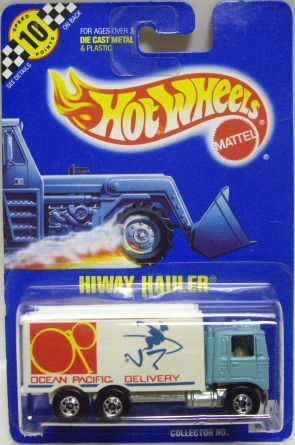 SPEED
10
POINTS
SEE DETAILS
ON BACK
FOR AGES OVER 3
DIE CAST METAL
& PLASTIC
Hot Wheels
®
MATTEL
HIWAY HAULER®
op
OCEAN PACIFIC DELIVERY
COLLECTOR NO.